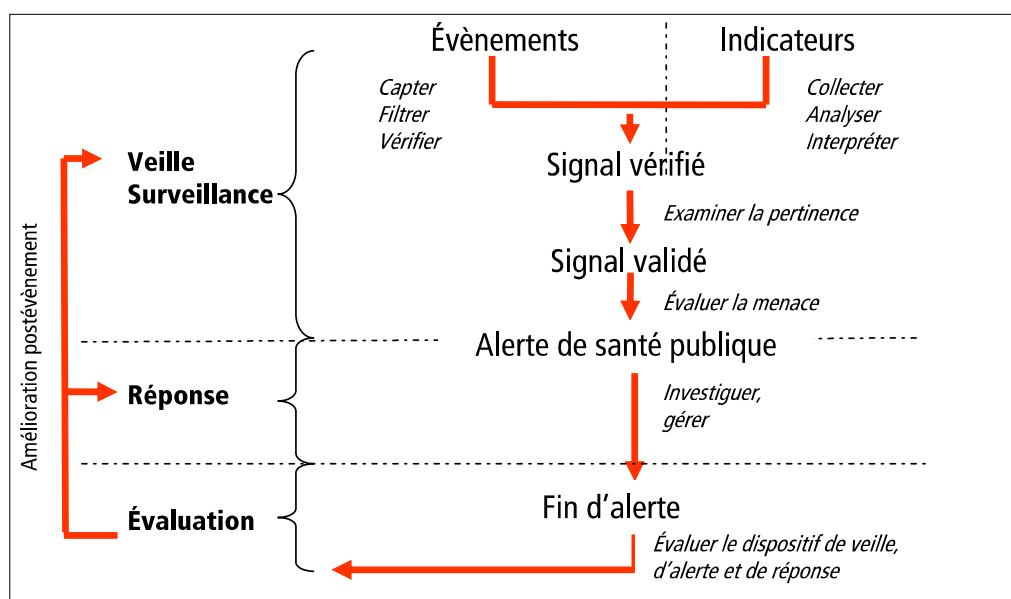 Évènements
Indicateurs
Capter
Filtrer
Vérifier
Collecter
Analyser
Interpréter
Veille
Surveillance
Signal vérifié
Examiner la pertinence
Signal validé
Évaluer la menace
Alerte de santé publique
Réponse
Investiguer,
gérer
Amélioration postévènement
Évaluation
Fin d'alerte
Évaluer le dispositif de veille,
d'alerte et de réponse